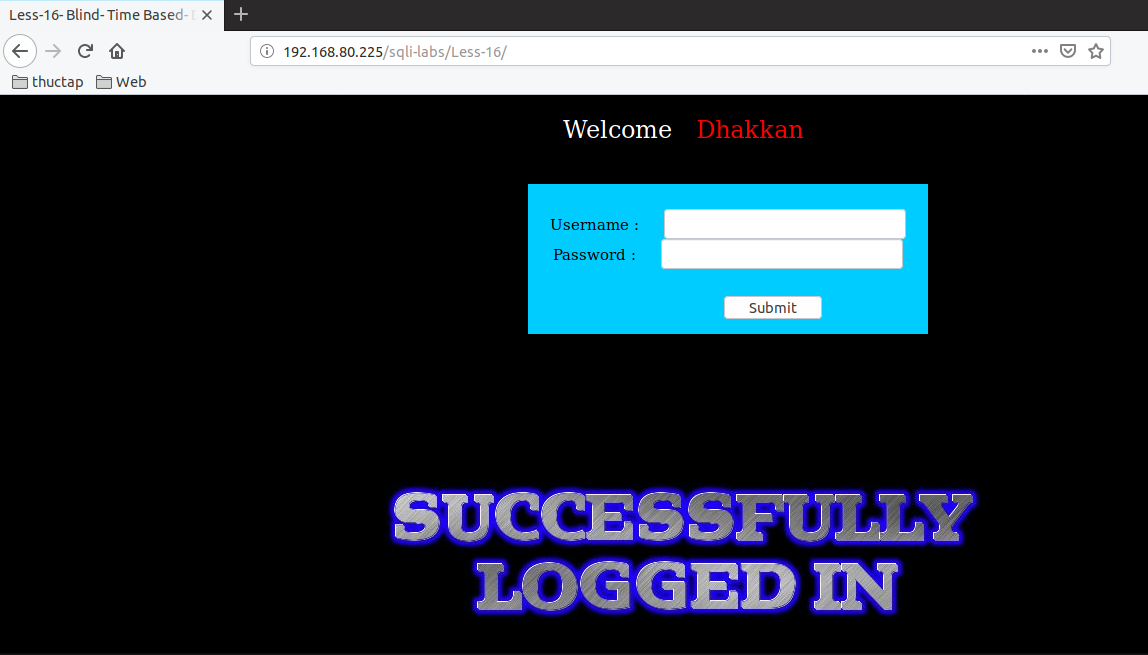 Less-16- Blind- Time Based-
192.168.80.225/sqli-labs/Less-16/
thuctap Web
Welcome Dhakkan
Username :
Password :
Submit
SUCCESSFULLY
LOGGED IN